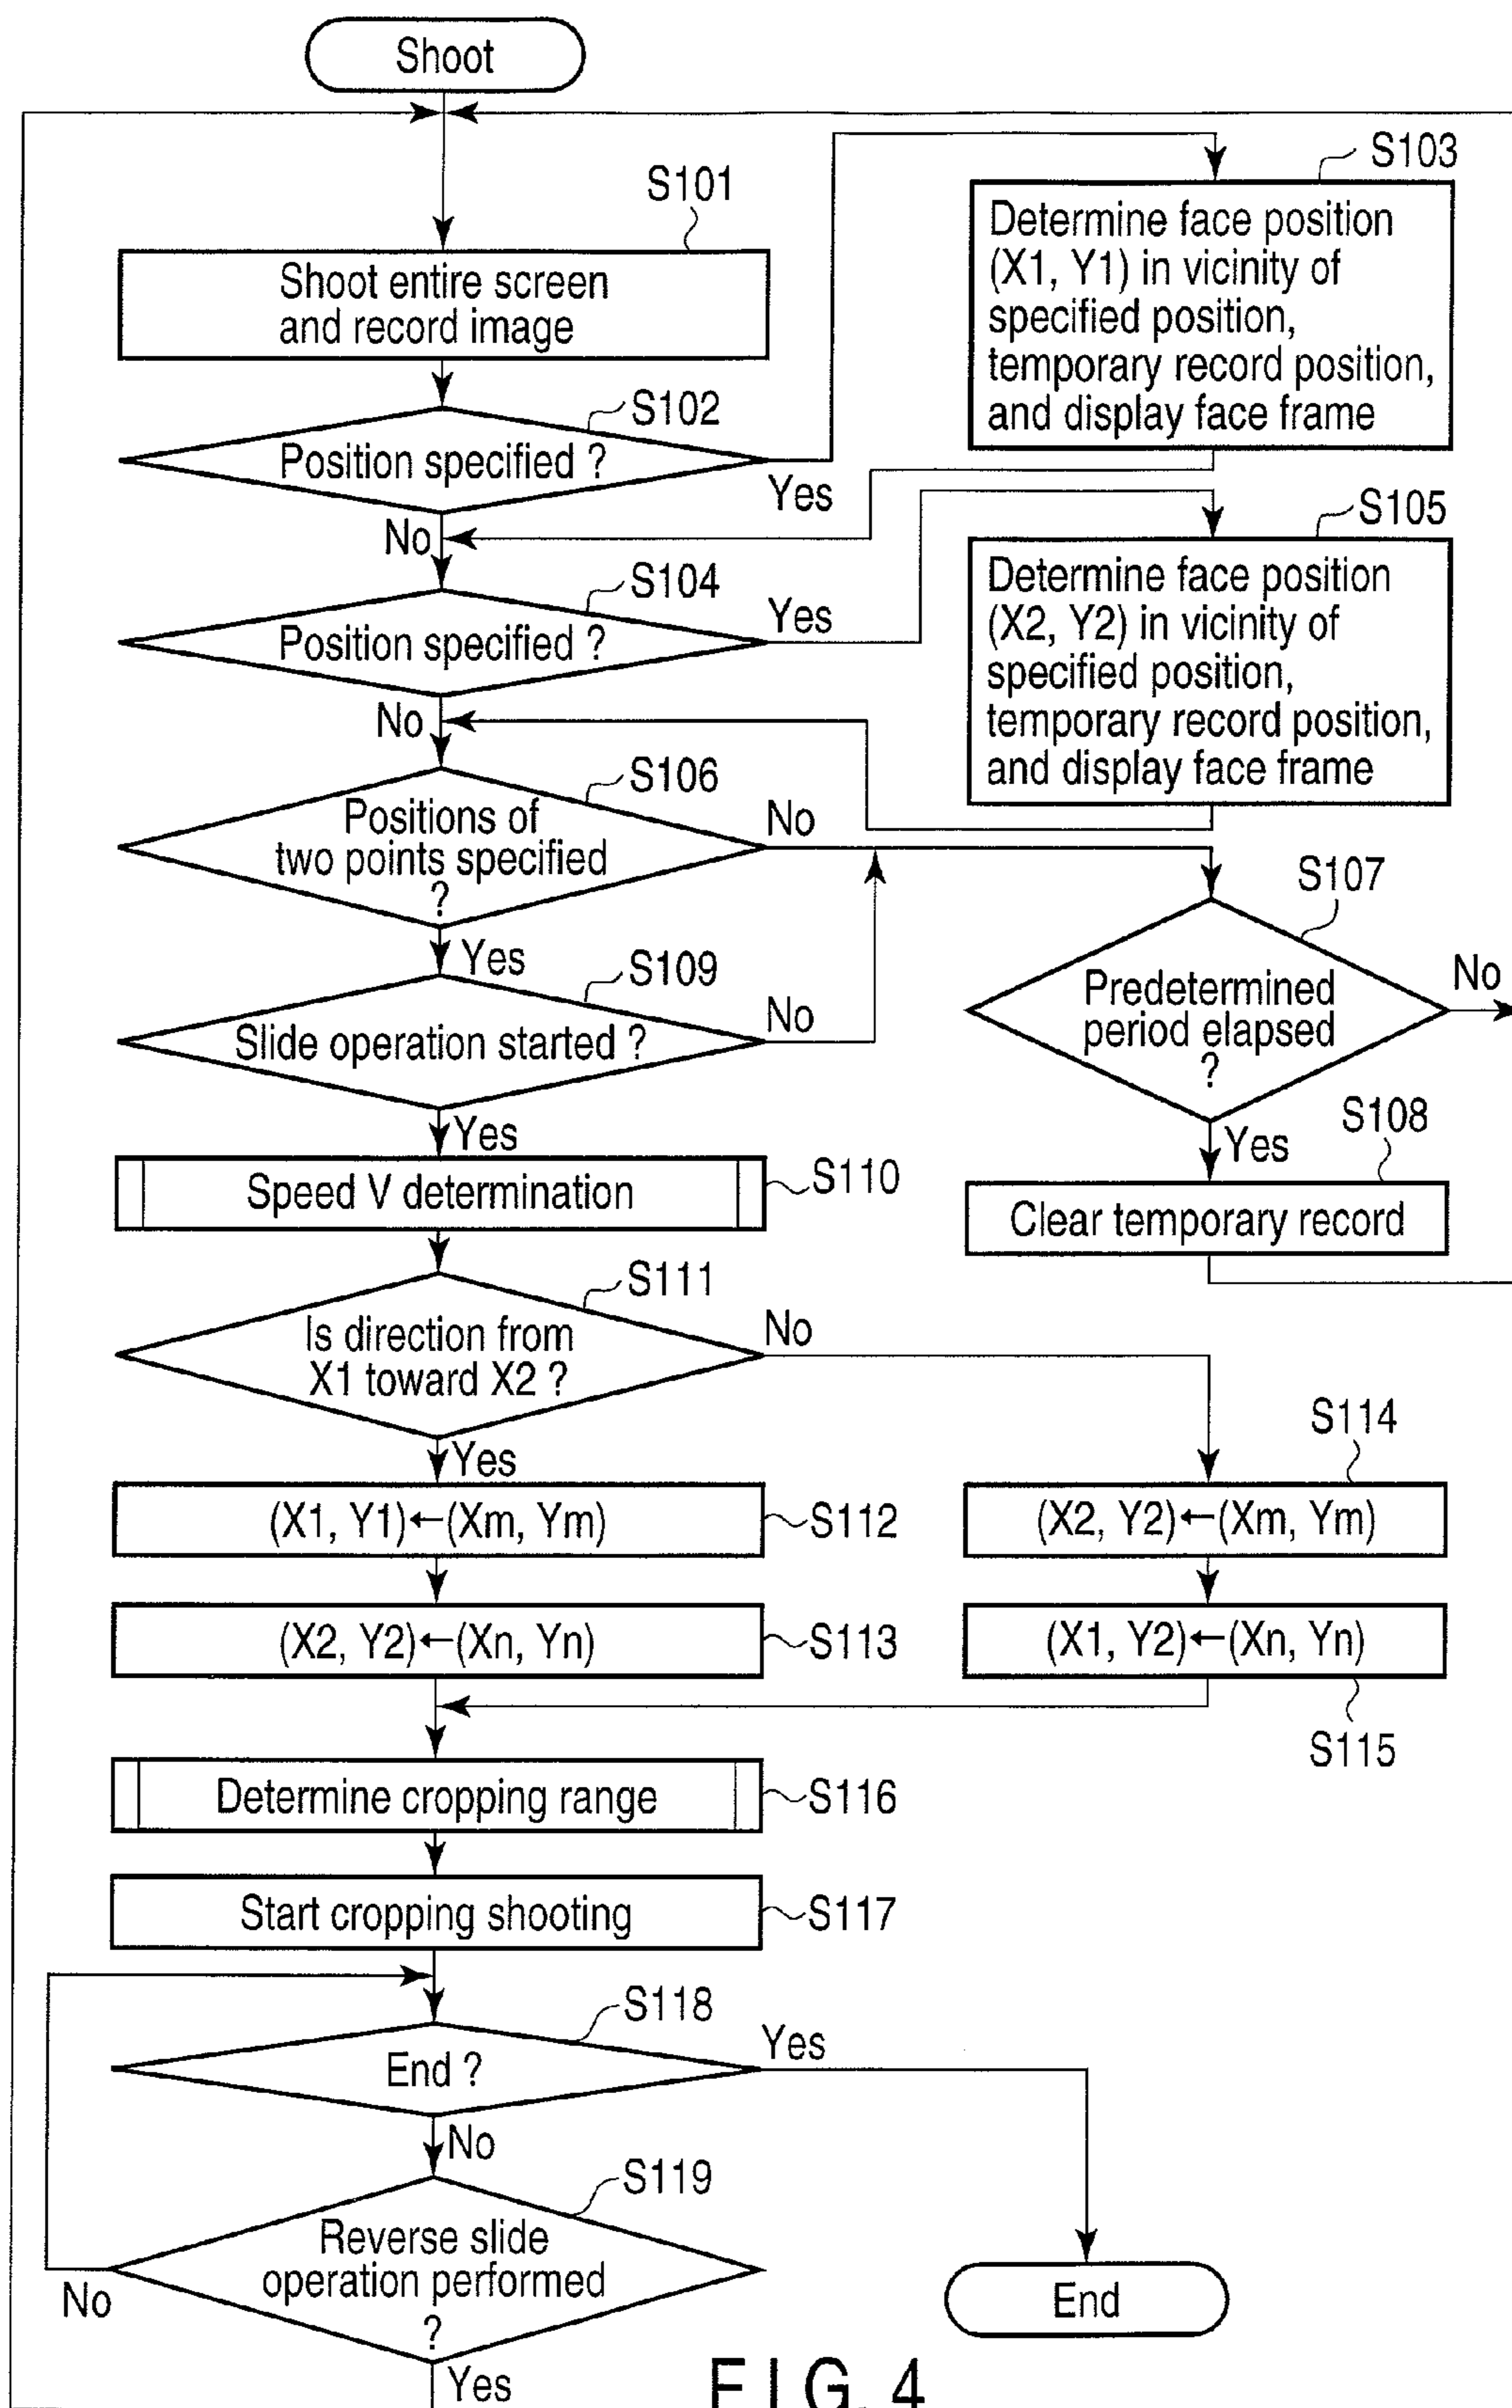 Shoot
S101
Shoot entire screen
and record image
S102
Position specified ?
Yes
No
S103
Determine face position
(X1, Y1) in vicinity of
specified position,
temporary record position,
and display face frame
S104
Position specified ?
Yes
No
S105
Determine face position
(X2, Y2) in vicinity of
specified position,
temporary record position,
and display face frame
S106
Positions of
two points specified
?
No
Yes
S107
Predetermined
period elapsed
?
No
Yes
S108
Clear temporary record
S109
Slide operation started ?
No
Yes
Speed V determination
S110
S111
Is direction from
X1 toward X2 ?
No
Yes
(X1, Y1)←(Xm, Ym)
S112
(X2, Y2)←(Xn, Yn)
S113
S114
(X2, Y2)←(Xm, Ym)
(X1, Y2)←(Xn, Yn)
S115
Determine cropping range
S116
Start cropping shooting
S117
S118
End ?
Yes
No
S119
Reverse slide
operation performed
?
No
Yes
End
FIG. 4